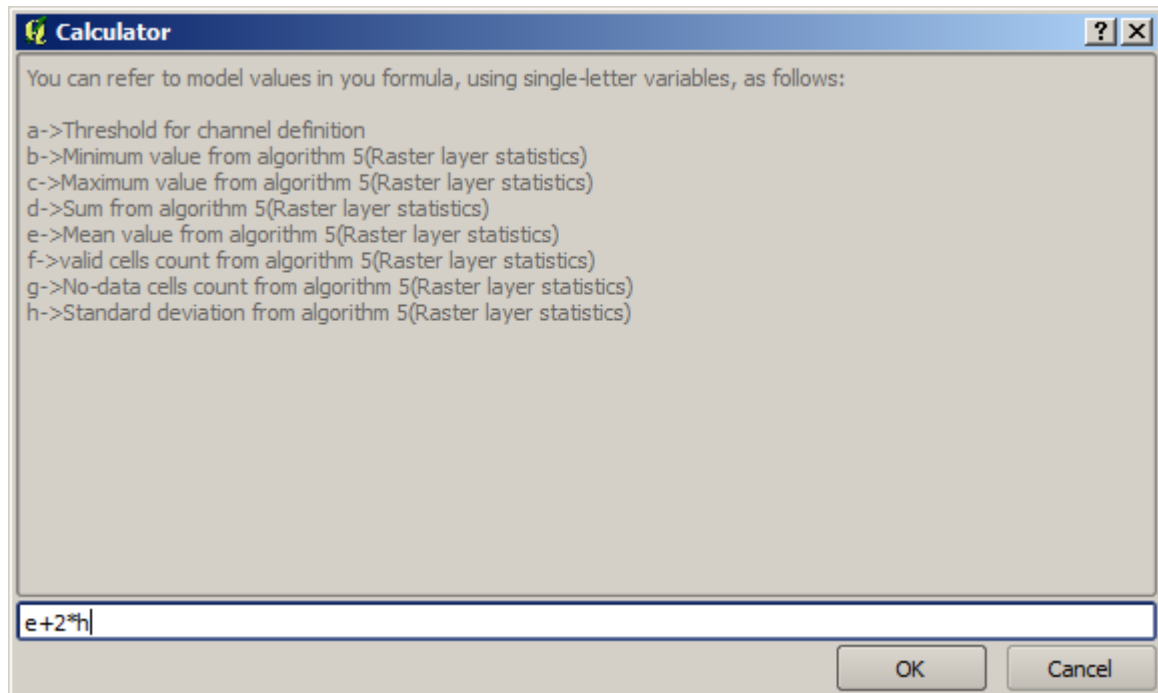 Calculator
You can refer to model values in you formula, using single-letter variables, as follows:
a->Threshold for channel definition
b->Minimum value from algorithm 5(Raster layer statistics)
c->Maximum value from algorithm 5(Raster layer statistics)
d->Sum from algorithm 5(Raster layer statistics)
e->Mean value from algorithm 5(Raster layer statistics)
f->valid cells count from algorithm 5(Raster layer statistics)
g->No-data cells count from algorithm 5(Raster layer statistics)
h->Standard deviation from algorithm 5(Raster layer statistics)
e+2*h
OK Cancel